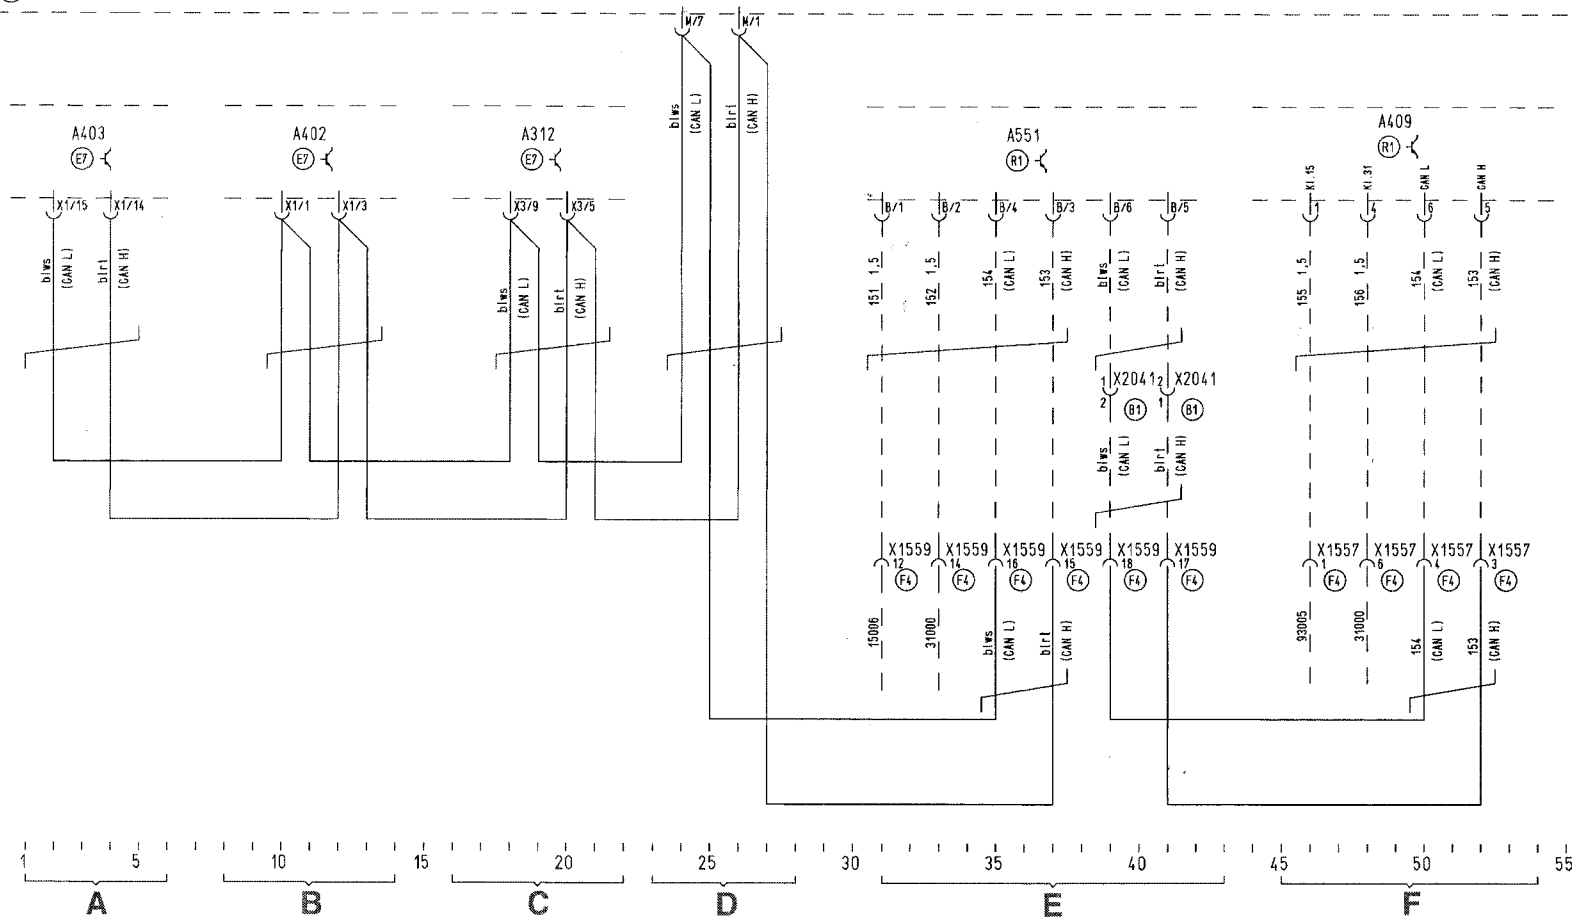 M/7 M/1
A403 A402 A312 A551 A409
E7 E7 E7 R1 R1
Kl.15 Kl.31 CAN L CAN H
X1/15 X1/14 X1/1 X1/3 X3/9 X3/5 B/1 B/2 B/4 B/3 B/6 B/5 1 4 6 5
blws (CAN L) blrt (CAN H)
blws (CAN L) blrt (CAN H)
blws (CAN L) blrt (CAN H)
151 1,5 152 1,5 154 (CAN L) 153 (CAN H) blws (CAN L) blrt (CAN H) 155 1,5 156 1,5 154 (CAN L) 153 (CAN H)
1 X2041 2 X2041
2 B1 1 B1
blws (CAN L) blrt (CAN H)
X1559 X1559 X1559 X1559 X1559 X1559 X1557 X1557 X1557 X1557
12 14 16 15 18 17 1 6 4 3
F4 F4 F4 F4 F4 F4 F4 F4 F4 F4
15006 31000 blws (CAN L) blrt (CAN H) 93005 31000 154 (CAN L) 153 (CAN H)
1 5 10 15 20 25 30 35 40 45 50 55
A B C D E F